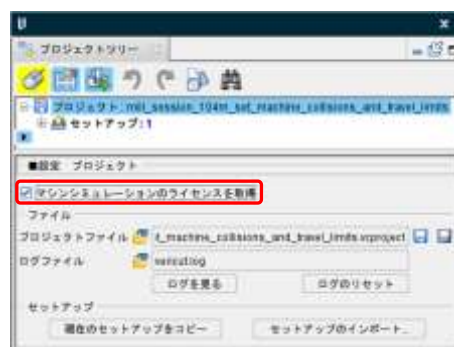 プロジェクトツリー
プロジェクト: mill_session_104m_set_machine_collisions_and_travel_limits
セットアップ:1
■設定 プロジェクト
マシンシミュレーションのライセンスを取得
ファイル
プロジェクトファイル t_machine_collisions_and_travel_limits.vcproject
ログファイル vericut.log
ログを見る ログのリセット
セットアップ
現在のセットアップをコピー セットアップのインポート...